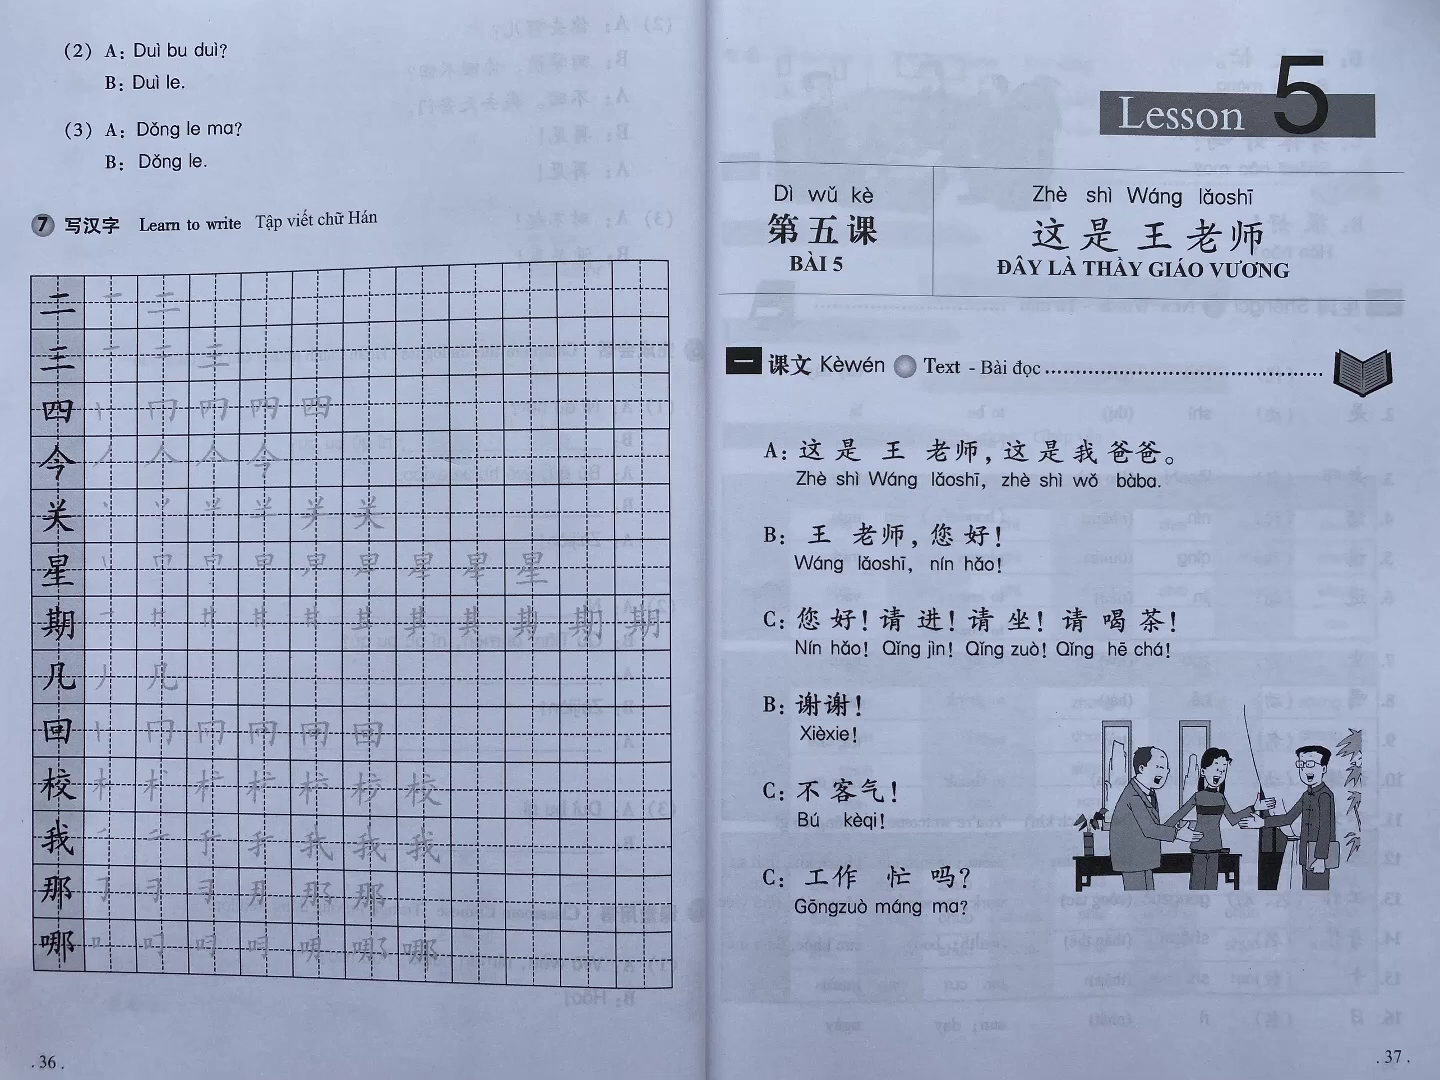 (2) A: Duì bu duì?
B: Duì le.
(3) A: Dǒng le ma?
B: Dǒng le.
7 写汉字 Learn to write Tập viết chữ Hán
二
三
四
今
关
星
期
几
回
校
我
那
哪
. 36 .
Lesson 5
Dì wǔ kè
第五课
BÀI 5
Zhè shì Wáng lǎoshī
这是王老师
ĐÂY LÀ THẦY GIÁO VƯƠNG
一 课文 Kèwén Text - Bài đọc
A: 这是 王 老师，这是我爸爸。
Zhè shì Wáng lǎoshī, zhè shì wǒ bàba.
B: 王 老师，您好！
Wáng lǎoshī, nín hǎo!
C: 您好！请 进！请 坐！请 喝 茶！
Nín hǎo! Qǐng jìn! Qǐng zuò! Qǐng hē chá!
B: 谢谢！
Xièxie!
C: 不 客气！
Bú kèqi!
C: 工作 忙 吗？
Gōngzuò máng ma?
. 37 .